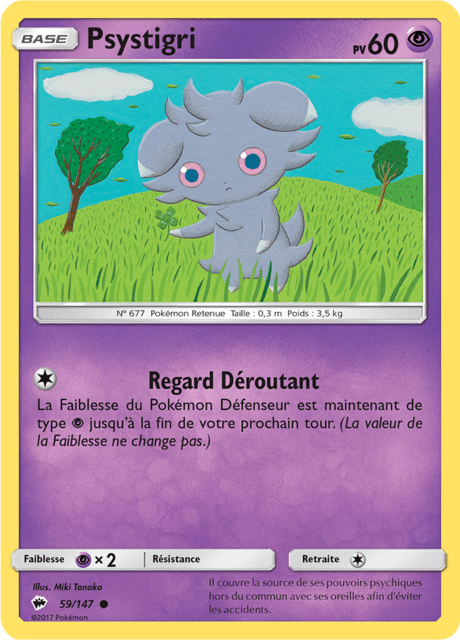 BASE Psystigri PV 60
N° 677 Pokémon Retenue Taille : 0,3 m Poids : 3,5 kg
Regard Déroutant
La Faiblesse du Pokémon Défenseur est maintenant de
type jusqu'à la fin de votre prochain tour. (La valeur de
la Faiblesse ne change pas.)
Faiblesse ×2 Résistance Retraite
Illus. Miki Tanaka
59/147
©2017 Pokémon
Il couvre la source de ses pouvoirs psychiques
hors du commun avec ses oreilles afin d'éviter
les accidents.